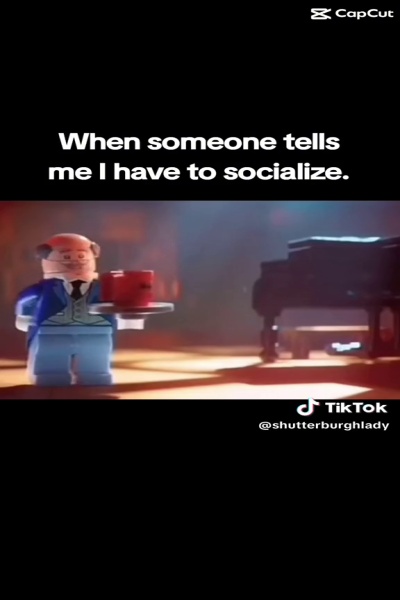 CapCut
When someone tells
me I have to socialize.
TikTok
@shutterburghlady